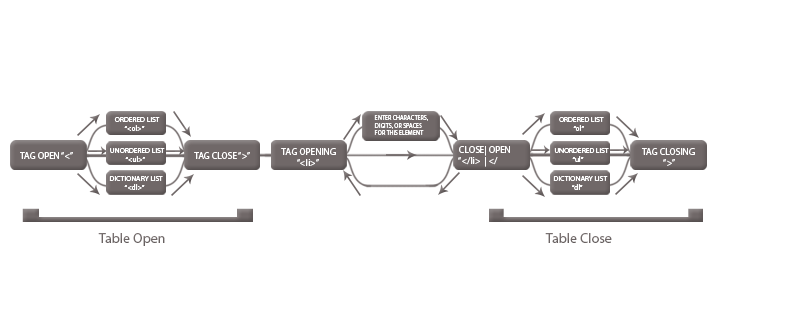 TAG OPEN "<"
ORDERED LIST
"<ol>"
UNORDERED LIST
"<ul>"
DICTIONARY LIST
"<dl>"
TAG CLOSE ">"
TAG OPENING
"<li>"
ENTER CHARACTERS,
DIGITS, OR SPACES
FOR THIS ELEMENT
CLOSE| OPEN
"</li> | </
ORDERED LIST
"ol"
UNORDERED LIST
"ul"
DICTIONARY LIST
"dl"
TAG CLOSING
">"
Table Open
Table Close